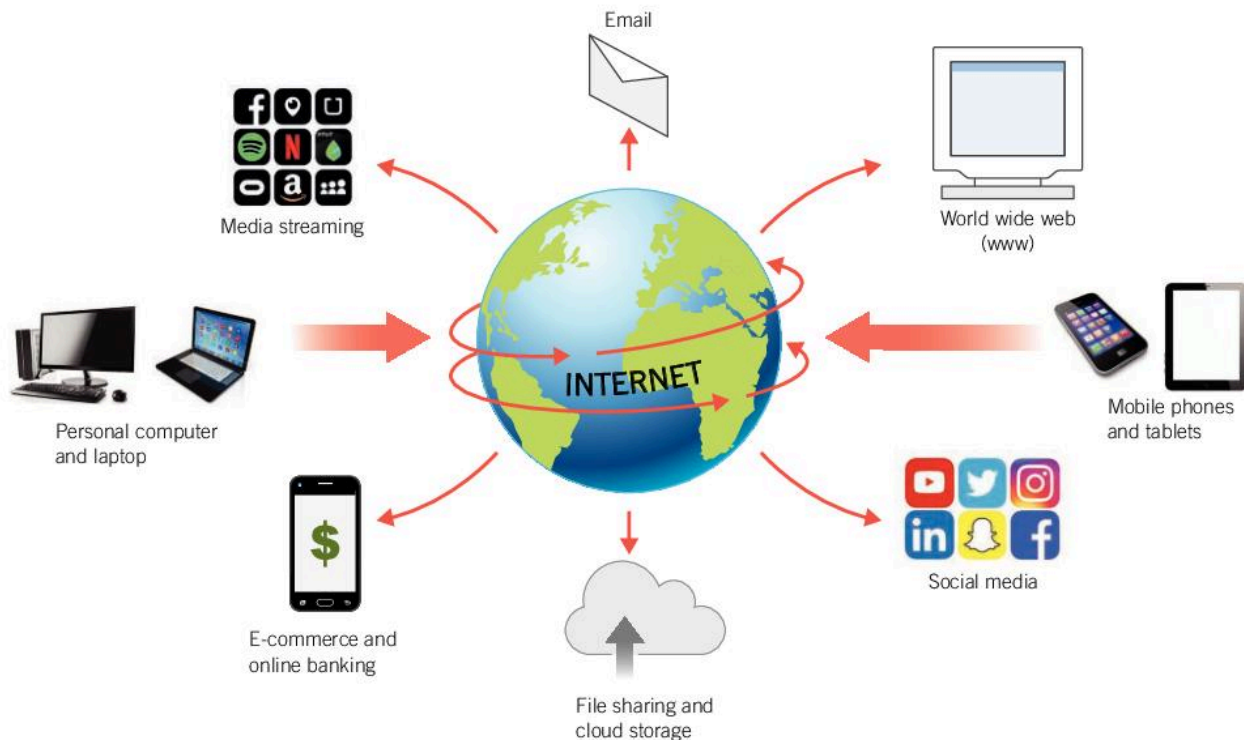 Email
Media streaming
World wide web
(www)
Personal computer
and laptop
INTERNET
Mobile phones
and tablets
$
E-commerce and
online banking
File sharing and
cloud storage
in
Social media